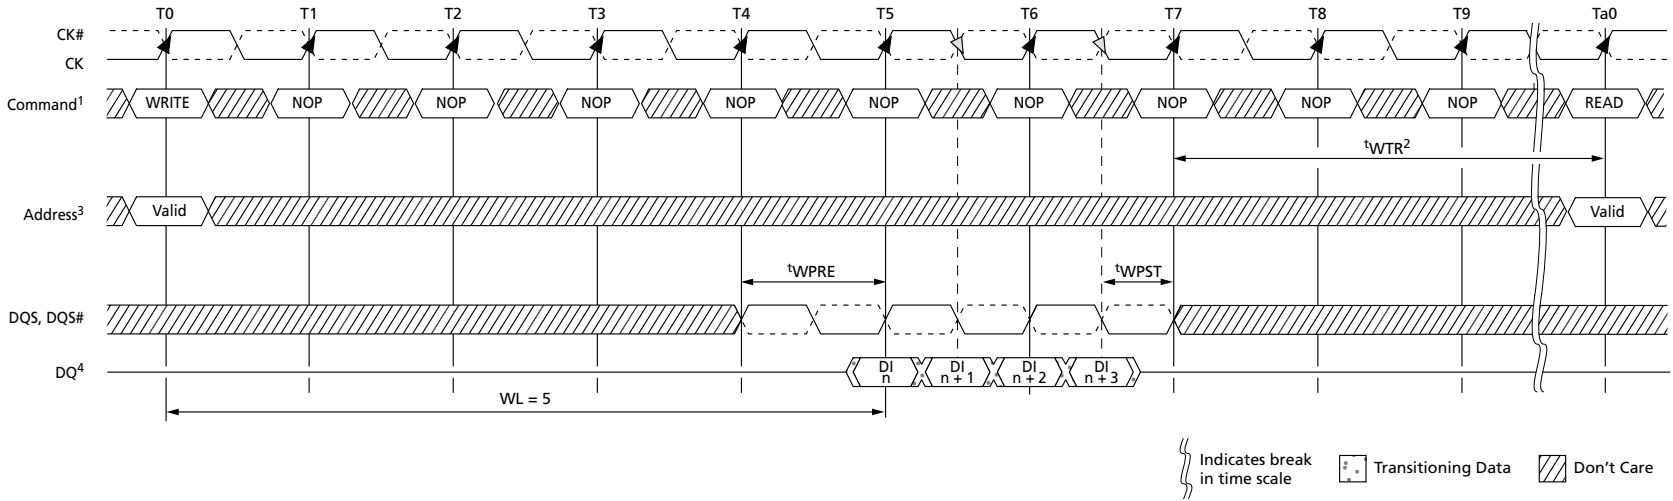 T0 T1 T2 T3 T4 T5 T6 T7 T8 T9 Ta0
CK#
CK
Command1 WRITE NOP NOP NOP NOP NOP NOP NOP NOP NOP READ
tWTR2
Address3 Valid Valid
tWPRE tWPST
DQS, DQS#
DQ4
DI
n
DI
n + 1
DI
n + 2
DI
n + 3
WL = 5
Indicates break
in time scale
Transitioning Data
Don't Care